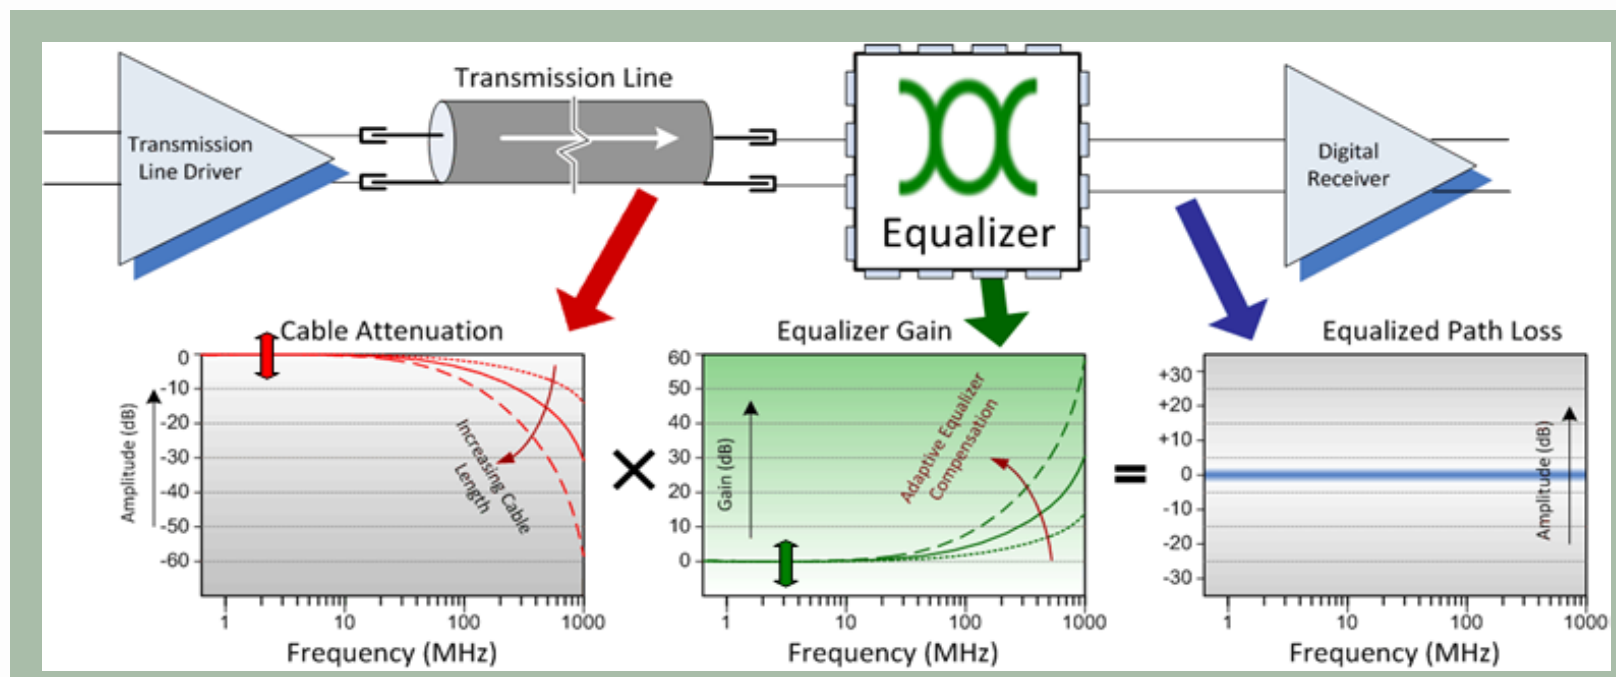 Transmission Line
Transmission
Line Driver
Equalizer
Digital
Receiver
Cable Attenuation
0
-10
-20
-30
-40
-50
-60
Amplitude (dB)
Increasing Cable
Length
1 10 100 1000
Frequency (MHz)
×
Equalizer Gain
60
50
40
30
20
10
0
Gain (dB)
Adaptive Equalizer
Compensation
1 10 100 1000
Frequency (MHz)
=
Equalized Path Loss
+30
+20
+10
0
-10
-20
-30
Amplitude (dB)
1 10 100 1000
Frequency (MHz)